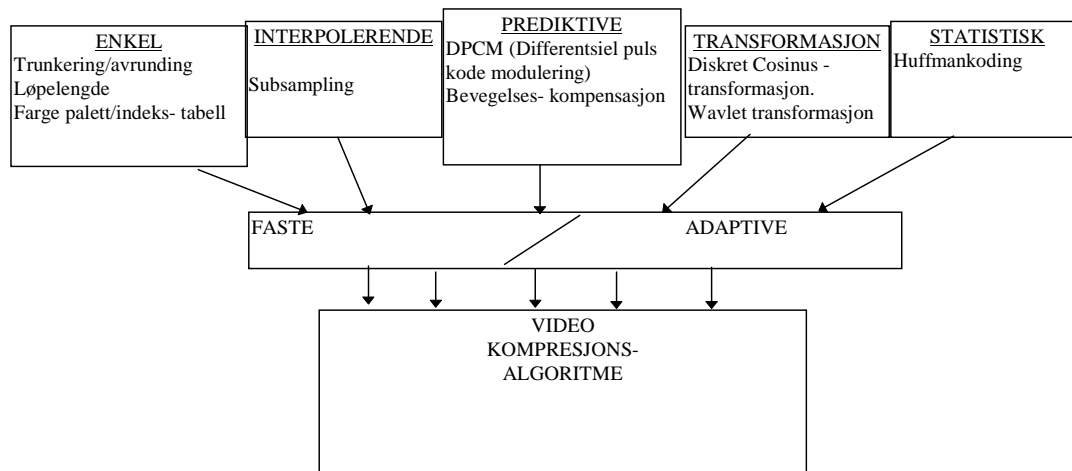 ENKEL
Trunkering/avrunding
Løpelengde
Farge palett/indeks- tabell
INTERPOLERENDE
Subsampling
PREDIKTIVE
DPCM (Differentsiel puls
kode modulering)
Bevegelses- kompensasjon
TRANSFORMASJON
Diskret Cosinus -
transformasjon.
Wavlet transformasjon
STATISTISK
Huffmankoding
FASTE
ADAPTIVE
VIDEO
KOMPRESJONS-
ALGORITME